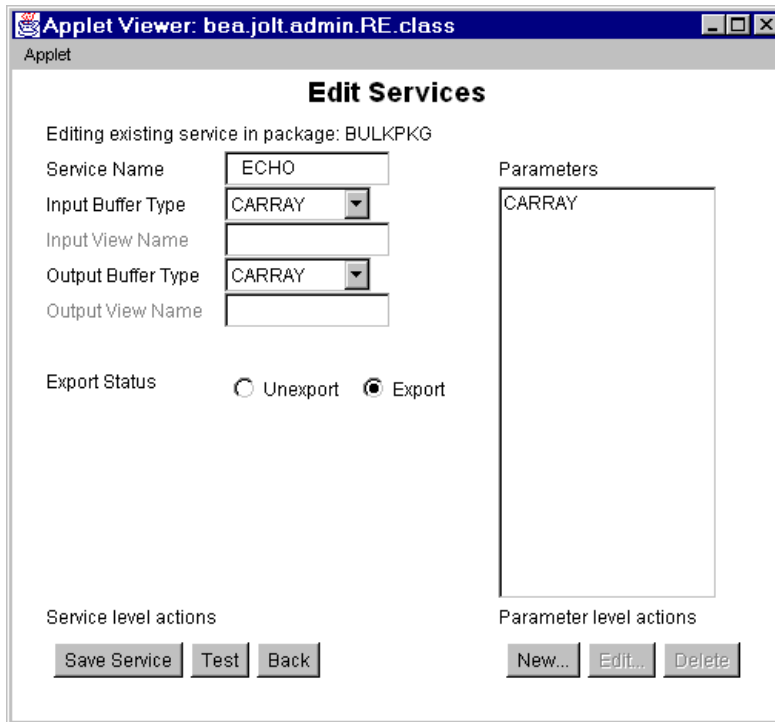 Applet Viewer: bea.jolt.admin.RE.class
Applet
Edit Services
Editing existing service in package: BULKPKG
Service Name ECHO Parameters
Input Buffer Type CARRAY CARRAY
Input View Name
Output Buffer Type CARRAY
Output View Name
Export Status Unexport Export
Service level actions Parameter level actions
Save Service Test Back New... Edit... Delete